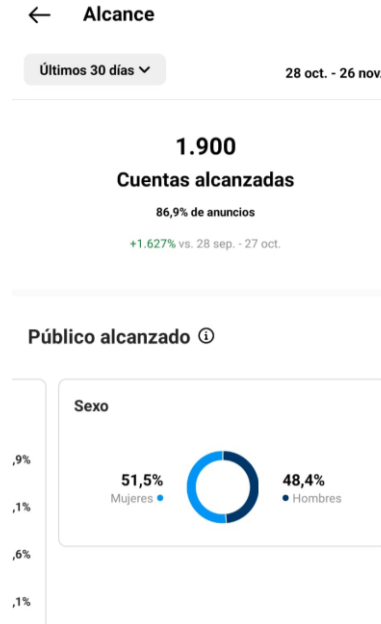 Alcance
Últimos 30 días
28 oct. - 26 nov.
1.900
Cuentas alcanzadas
86,9% de anuncios
+1.627% vs. 28 sep. - 27 oct.
Público alcanzado
Sexo
,9%
,1%
,6%
,1%
51,5%
Mujeres
48,4%
Hombres